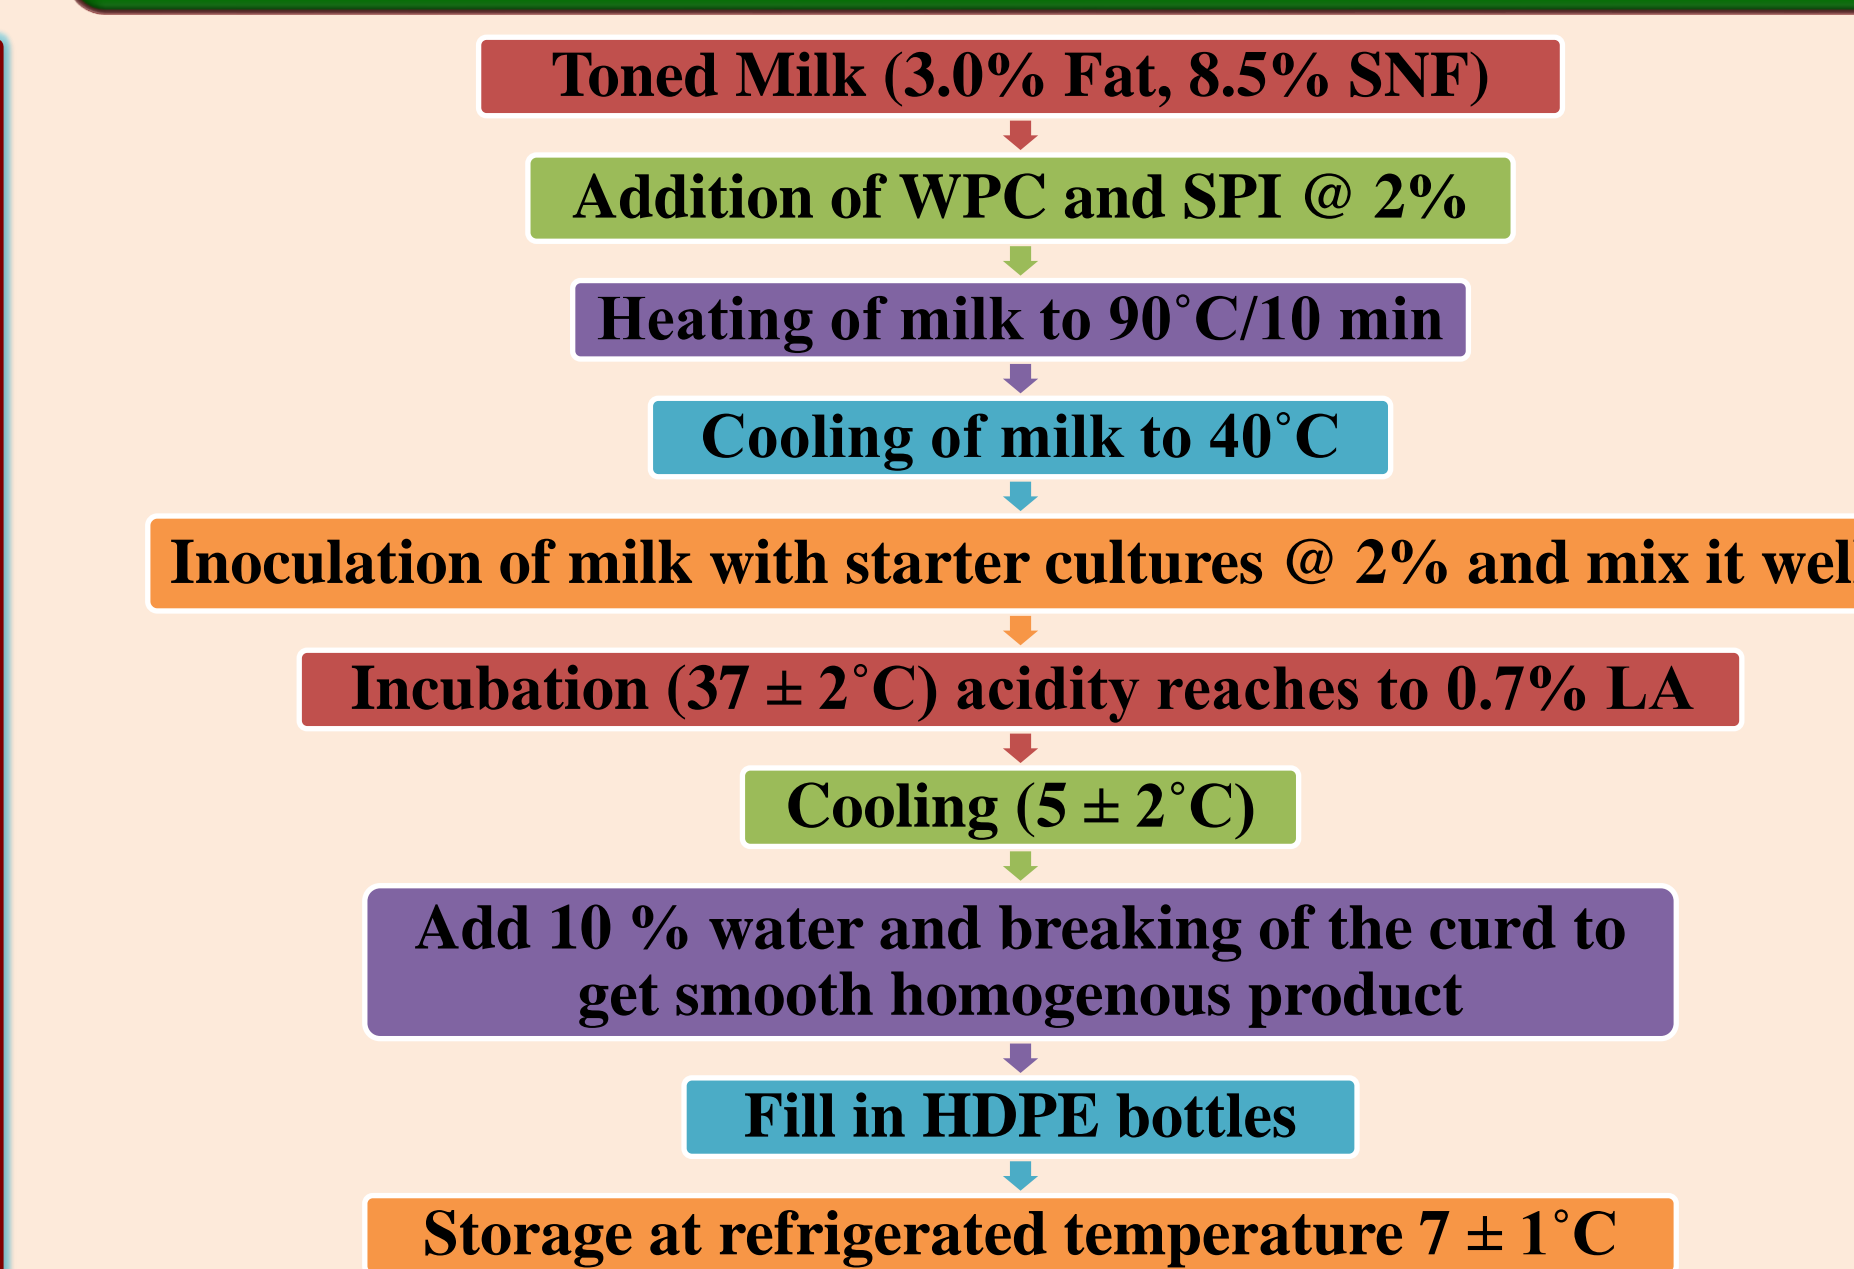 Toned Milk (3.0% Fat, 8.5% SNF)
Addition of WPC and SPI @ 2%
Heating of milk to 90˚C/10 min
Cooling of milk to 40˚C
Inoculation of milk with starter cultures @ 2% and mix it well
Incubation (37 ± 2˚C) acidity reaches to 0.7% LA
Cooling (5 ± 2˚C)
Add 10 % water and breaking of the curd to
get smooth homogenous product
Fill in HDPE bottles
Storage at refrigerated temperature 7 ± 1˚C